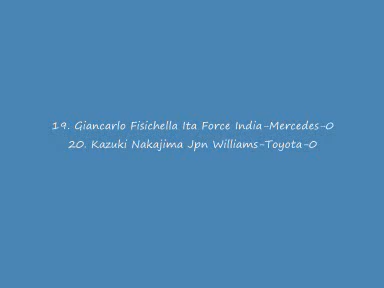 19. Giancarlo Fisichella Ita Force India-Mercedes-0
20. Kazuki Nakajima Jpn Williams-Toyota-0